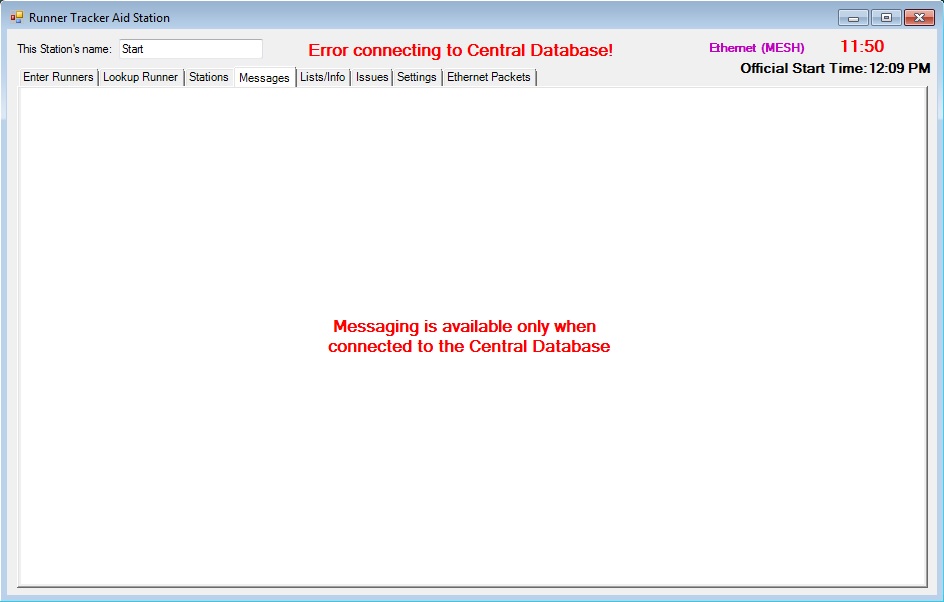 Runner Tracker Aid Station
This Station's name: Start
Error connecting to Central Database!
Ethernet (MESH) 11:50
Official Start Time: 12:09 PM
Enter Runners Lookup Runner Stations Messages Lists/Info Issues Settings Ethernet Packets
Messaging is available only when
connected to the Central Database